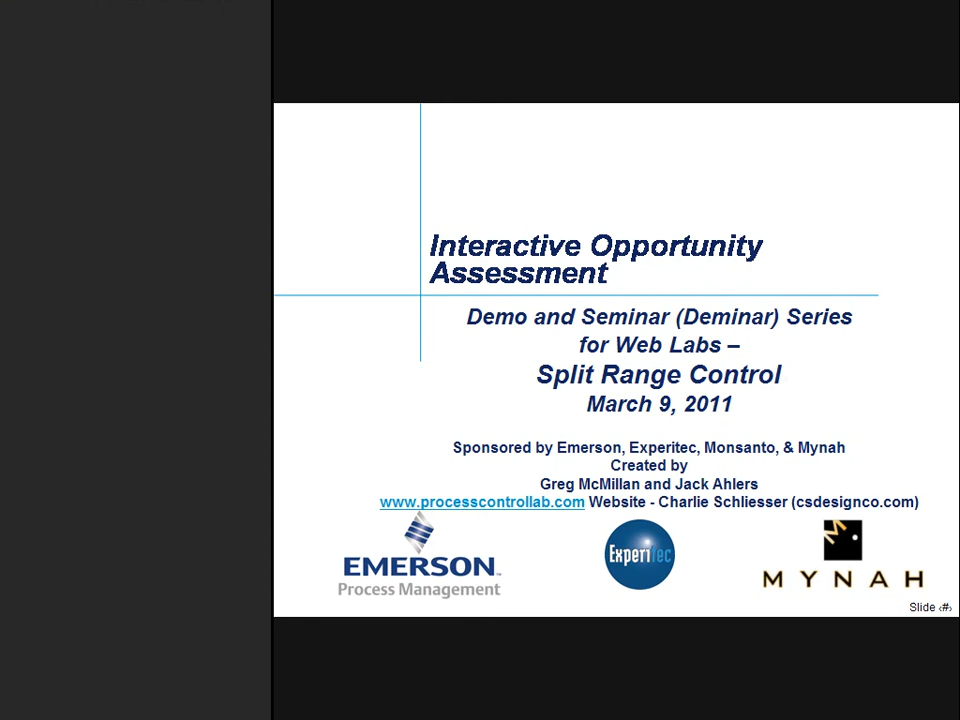 Interactive Opportunity
Assessment
Demo and Seminar (Deminar) Series
for Web Labs –
Split Range Control
March 9, 2011
Sponsored by Emerson, Experitec, Monsanto, & Mynah
Created by
Greg McMillan and Jack Ahlers
www.processcontrollab.com Website - Charlie Schliesser (csdesignco.com)
EMERSON™
Process Management
Experitec
M
MYNAH
Slide ‹#›